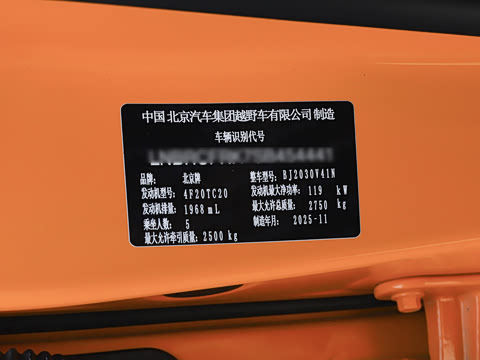 中国 北京汽车集团越野车有限公司 制造
车辆识别代号
品牌: 北京牌 整车型号: BJ2030V41N
发动机型号: 4F20TC20 发动机最大净功率: 119 kW
发动机排量: 1968 mL 最大允许总质量: 2750 kg
乘坐人数: 5 制造年月: 2025-11
最大允许牵引质量: 2500 kg